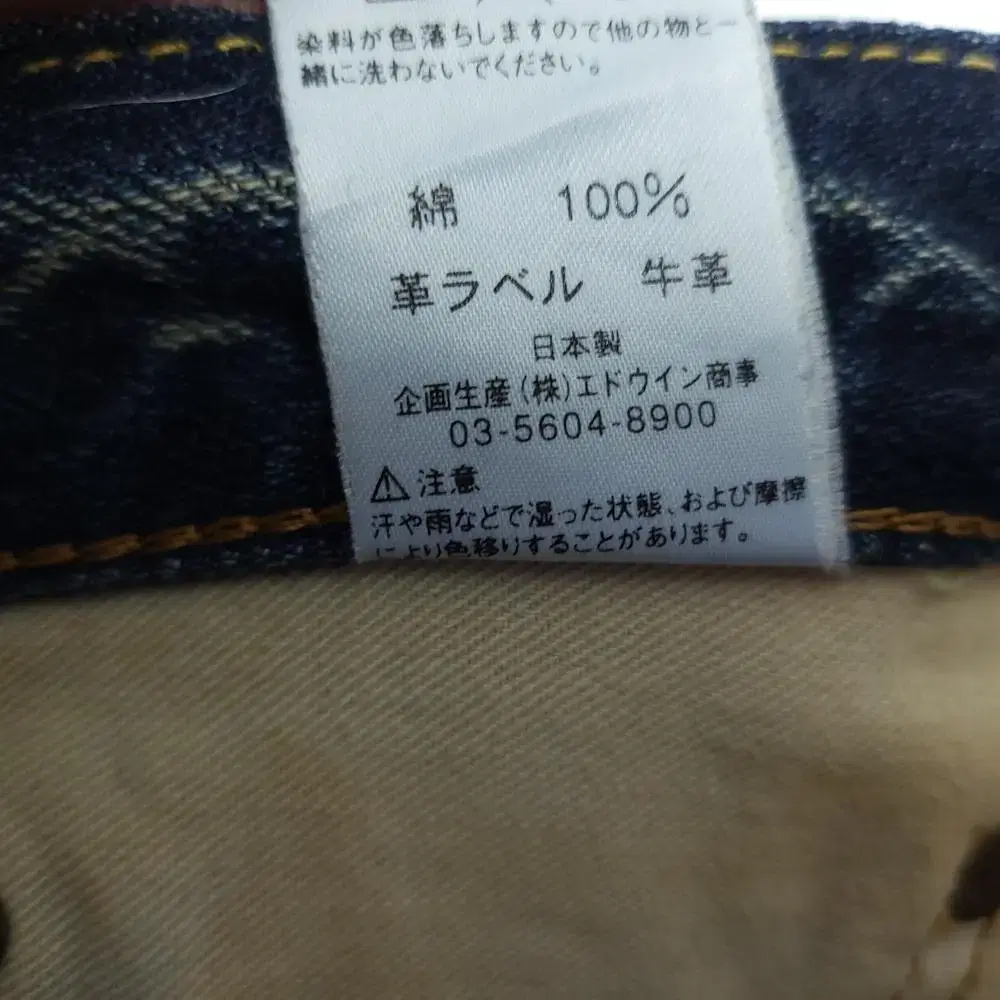 染料が色落ちしますので他の物と一
緒に洗わないでください。
綿 100%
革ラベル 牛革
日本製
企画生産(株)エドウイン商事
03-5604-8900
⚠注意
汗や雨などで湿った状態、および摩擦
により色移りすることがあります。